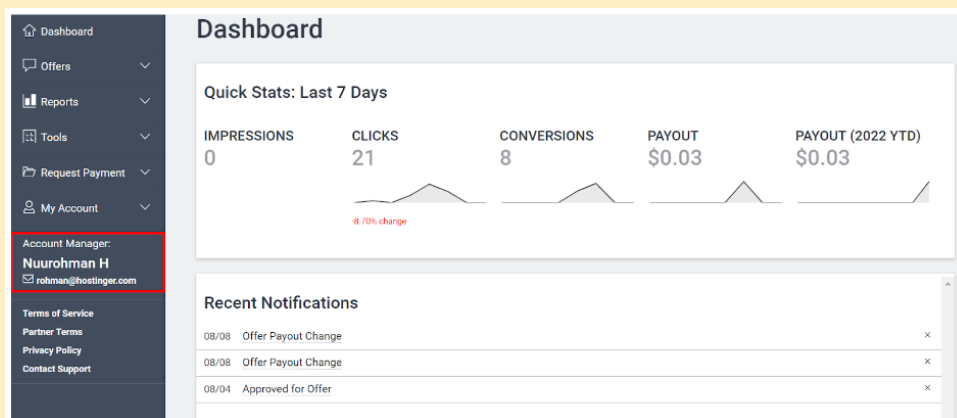 Dashboard
Offers
Reports
Tools
Request Payment
My Account
Account Manager:
Nuurohman H
rohman@hostinger.com
Terms of Service
Partner Terms
Privacy Policy
Contact Support
Dashboard
Quick Stats: Last 7 Days
IMPRESSIONS CLICKS CONVERSIONS PAYOUT PAYOUT (2022 YTD)
0 21 8 $0.03 $0.03
-8.70% change
Recent Notifications
08/08 Offer Payout Change ×
08/08 Offer Payout Change ×
08/04 Approved for Offer ×